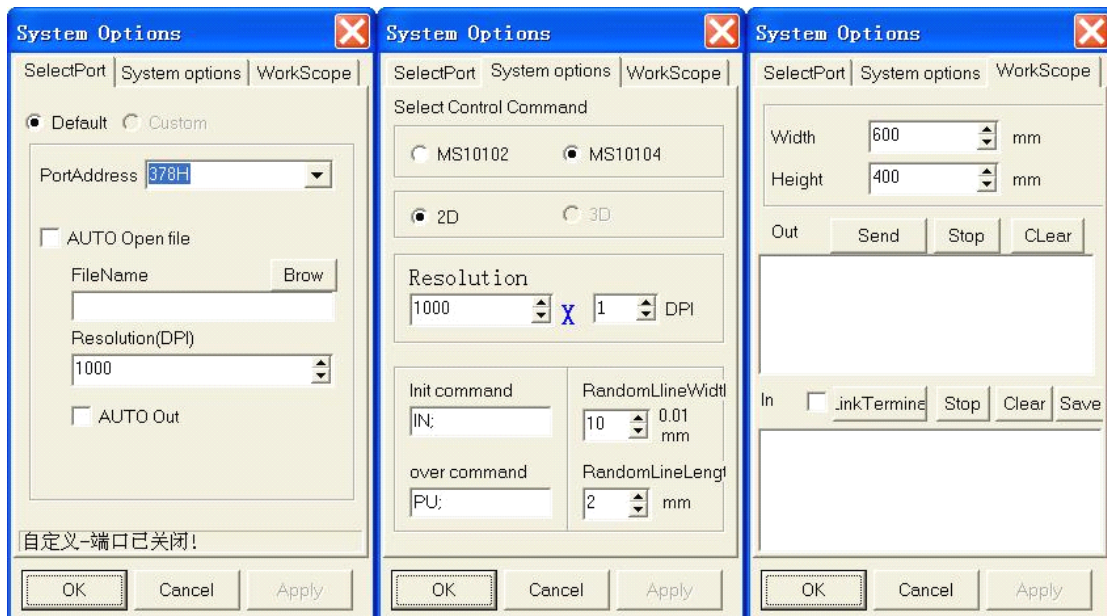 System Options
SelectPort System options WorkScope
Default Custom
PortAddress 378H
AUTO Open file
FileName Brow
Resolution(DPI)
1000
AUTO Out
自定义-端口已关闭!
OK Cancel Apply
System Options
SelectPort System options WorkScope
Select Control Command
MS10102 MS10104
2D 3D
Resolution
1000 X 1 DPI
Init command RandomLlineWidth
IN; 10 0.01
mm
over command RandomLineLengt
PU; 2 mm
OK Cancel Apply
System Options
SelectPort System options WorkScope
Width 600 mm
Height 400 mm
Out Send Stop CLear
In LinkTermina Stop Clear Save
OK Cancel Apply